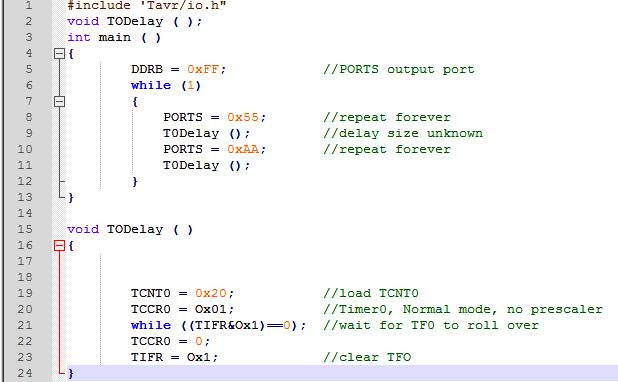 1 #include 'Tavr/io.h"
2 void TODelay ( );
3 int main ( )
4 {
5 DDRB = 0xFF; //PORTS output port
6 while (1)
7 {
8 PORTS = 0x55; //repeat forever
9 T0Delay (); //delay size unknown
10 PORTS = 0xAA; //repeat forever
11 T0Delay ();
12 }
13 }
14
15 void TODelay ( )
16 {
17
18
19 TCNT0 = 0x20; //load TCNT0
20 TCCR0 = Ox01; //Timer0, Normal mode, no prescaler
21 while ((TIFR&Ox1)==0); //wait for TF0 to roll over
22 TCCR0 = 0;
23 TIFR = Ox1; //clear TFO
24 }